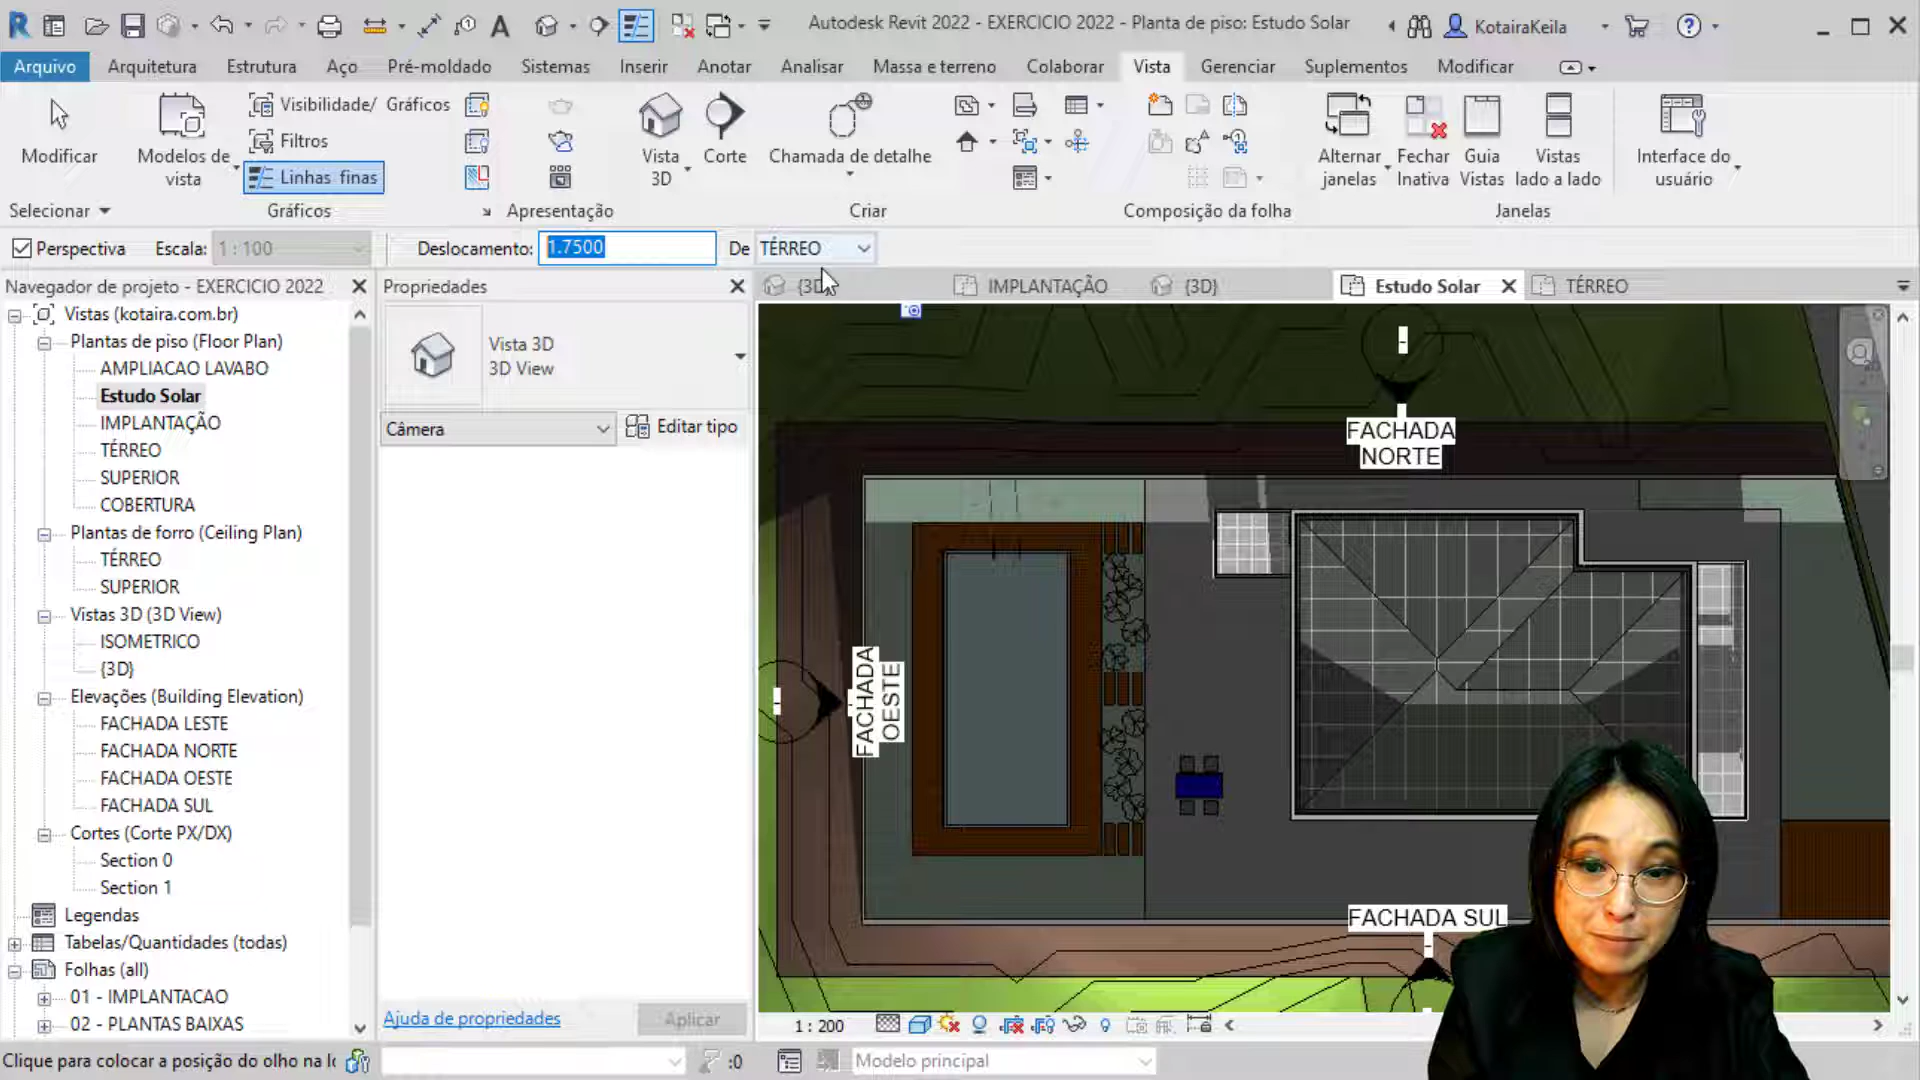 Autodesk Revit 2022 - EXERCICIO 2022 - Planta de piso: Estudo Solar
KotairaKeila
Arquivo Arquitetura Estrutura Aço Pré-moldado Sistemas Inserir Anotar Analisar Massa e terreno Colaborar Vista Gerenciar Suplementos Modificar
Modificar
Modelos de vista
Visibilidade/ Gráficos
Filtros
Linhas finas
Vista 3D
Corte
Chamada de detalhe
Alternar janelas
Fechar Inativa
Guia Vistas
Vistas lado a lado
Interface do usuário
Selecionar Gráficos Apresentação Criar Composição da folha Janelas
Perspectiva Escala: 1 : 100 Deslocamento: 1.7500 De TÉRREO
Navegador de projeto - EXERCICIO 2022
Vistas (kotaira.com.br)
Plantas de piso (Floor Plan)
AMPLIACAO LAVABO
Estudo Solar
IMPLANTAÇÃO
TÉRREO
SUPERIOR
COBERTURA
Plantas de forro (Ceiling Plan)
TÉRREO
SUPERIOR
Vistas 3D (3D View)
ISOMETRICO
{3D}
Elevações (Building Elevation)
FACHADA LESTE
FACHADA NORTE
FACHADA OESTE
FACHADA SUL
Cortes (Corte PX/DX)
Section 0
Section 1
Legendas
Tabelas/Quantidades (todas)
Folhas (all)
01 - IMPLANTACAO
02 - PLANTAS BAIXAS
Propriedades
Vista 3D
3D View
Câmera
Editar tipo
Ajuda de propriedades
Aplicar
IMPLANTAÇÃO {3D} Estudo Solar TÉRREO
FACHADA
NORTE
FACHADA
OESTE
FACHADA SUL
1 : 200
Clique para colocar a posição do olho na
:0
Modelo principal